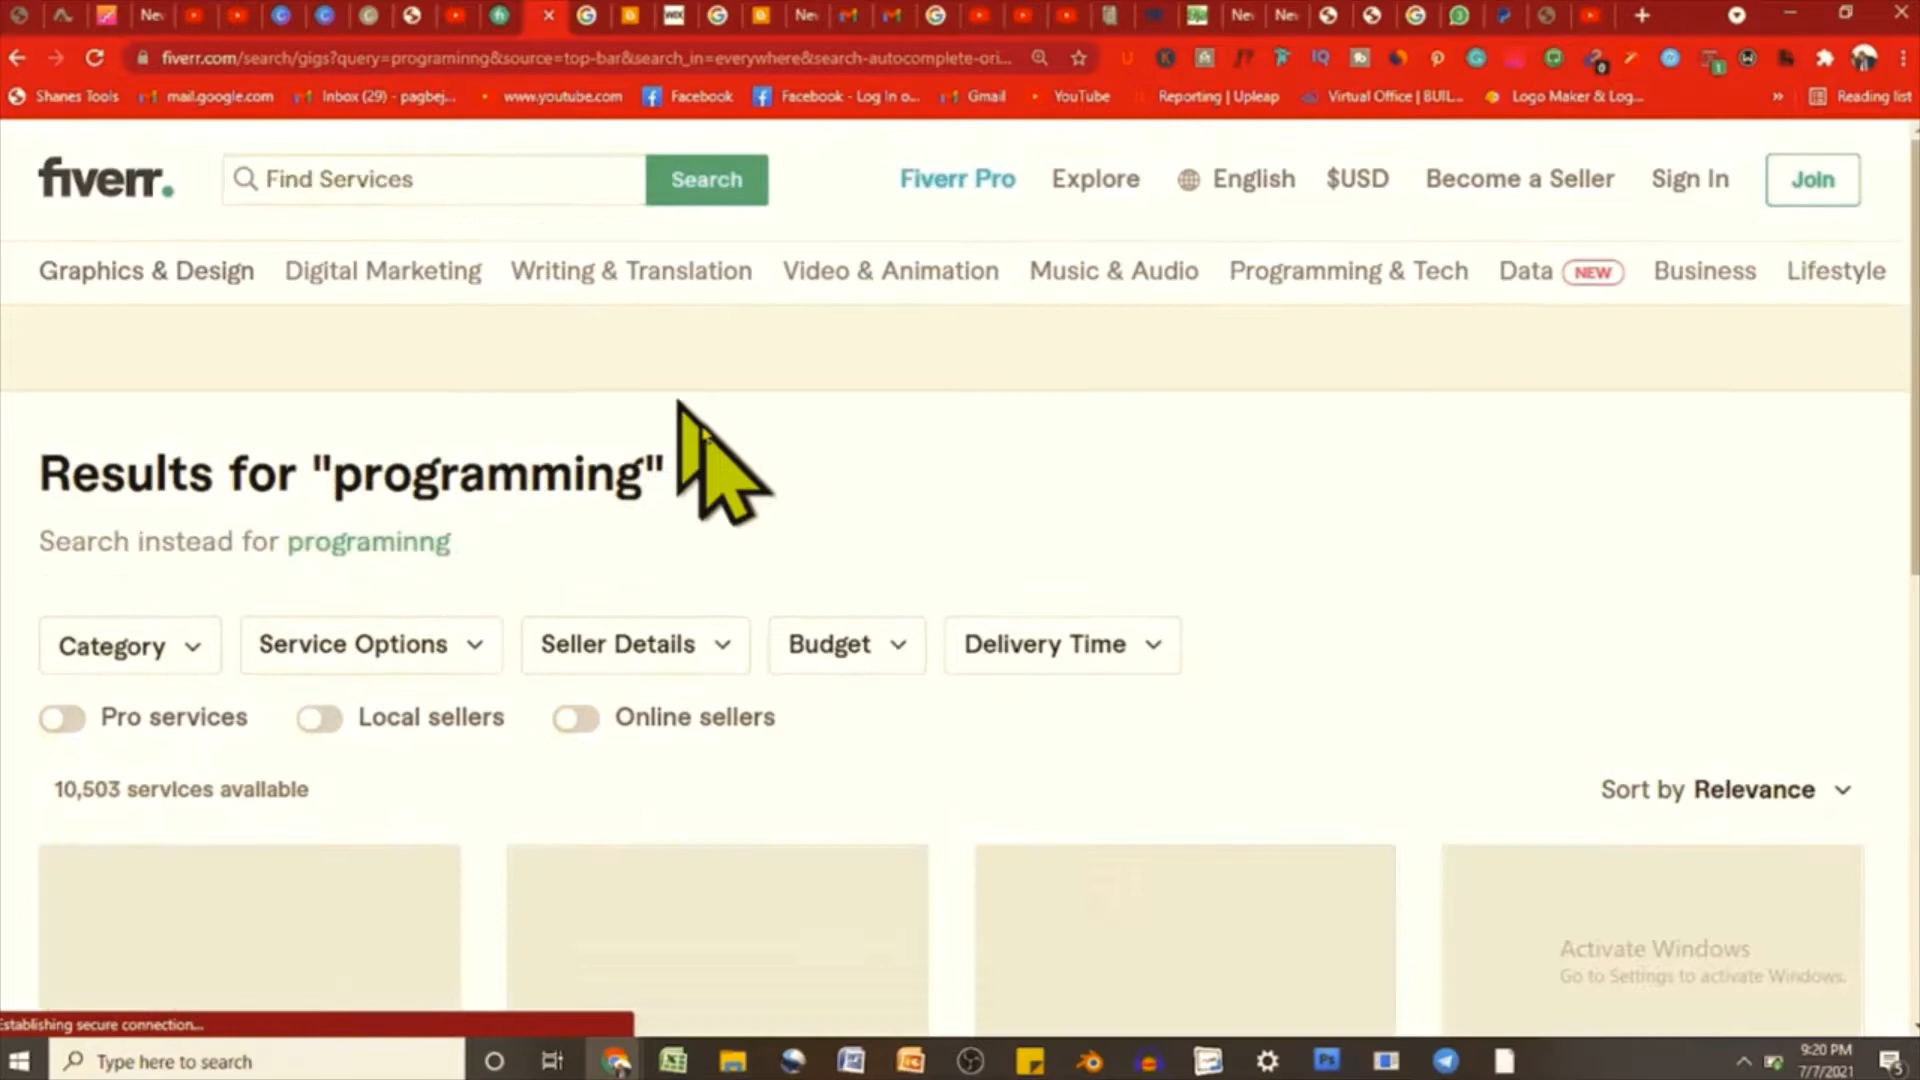 New
New
New
New
fiverr.com/search/gigs?query=programinng&source=top-bar&search_in=everywhere&search-autocomplete-ori...
Shanes Tools
mail.google.com
Inbox (29) - pagbej...
www.youtube.com
Facebook
Facebook - Log In o...
Gmail
YouTube
Reporting | Upleap
Virtual Office | BUIL...
Logo Maker & Log...
»
Reading list
fiverr.
Find Services
Search
Fiverr Pro
Explore
English
$USD
Become a Seller
Sign In
Join
Graphics & Design
Digital Marketing
Writing & Translation
Video & Animation
Music & Audio
Programming & Tech
Data NEW
Business
Lifestyle
Results for "programming"
Search instead for programinng
Category
Service Options
Seller Details
Budget
Delivery Time
Pro services
Local sellers
Online sellers
10,503 services available
Sort by Relevance
Activate Windows
Go to Settings to activate Windows.
Establishing secure connection...
Type here to search
9:20 PM
7/7/2021